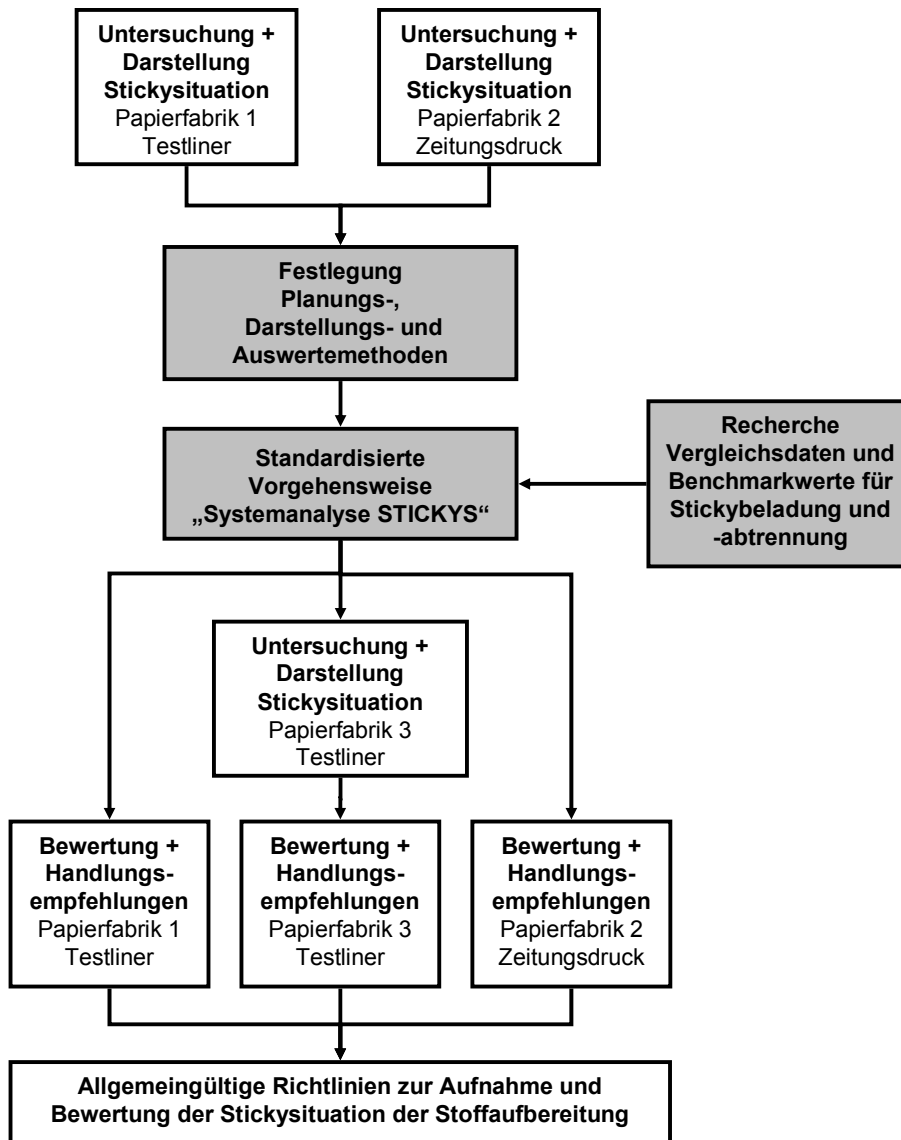 Untersuchung +
Darstellung
Stickysituation
Papierfabrik 1
Testliner
Untersuchung +
Darstellung
Stickysituation
Papierfabrik 2
Zeitungsdruck
Festlegung
Planungs-,
Darstellungs- und
Auswertemethoden
Standardisierte
Vorgehensweise
„Systemanalyse STICKYS“
Recherche
Vergleichsdaten und
Benchmarkwerte für
Stickybeladung und
-abtrennung
Untersuchung +
Darstellung
Stickysituation
Papierfabrik 3
Testliner
Bewertung +
Handlungs-
empfehlungen
Papierfabrik 1
Testliner
Bewertung +
Handlungs-
empfehlungen
Papierfabrik 3
Testliner
Bewertung +
Handlungs-
empfehlungen
Papierfabrik 2
Zeitungsdruck
Allgemeingültige Richtlinien zur Aufnahme und
Bewertung der Stickysituation der Stoffaufbereitung